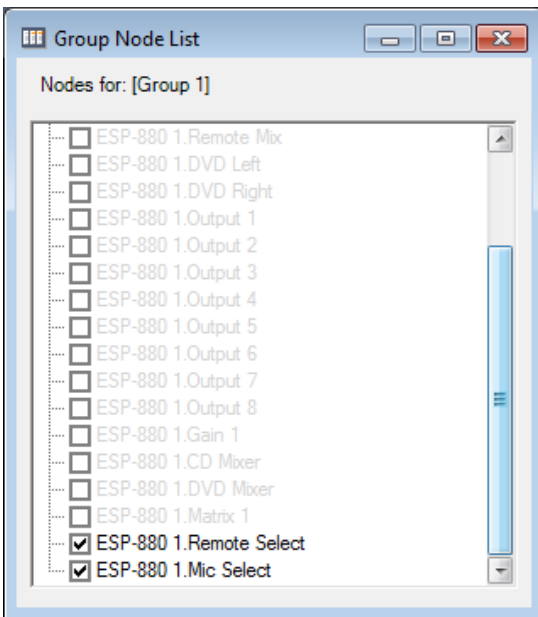 Group Node List
Nodes for: [Group 1]
ESP-880 1.Remote Mix
ESP-880 1.DVD Left
ESP-880 1.DVD Right
ESP-880 1.Output 1
ESP-880 1.Output 2
ESP-880 1.Output 3
ESP-880 1.Output 4
ESP-880 1.Output 5
ESP-880 1.Output 6
ESP-880 1.Output 7
ESP-880 1.Output 8
ESP-880 1.Gain 1
ESP-880 1.CD Mixer
ESP-880 1.DVD Mixer
ESP-880 1.Matrix 1
ESP-880 1.Remote Select
ESP-880 1.Mic Select